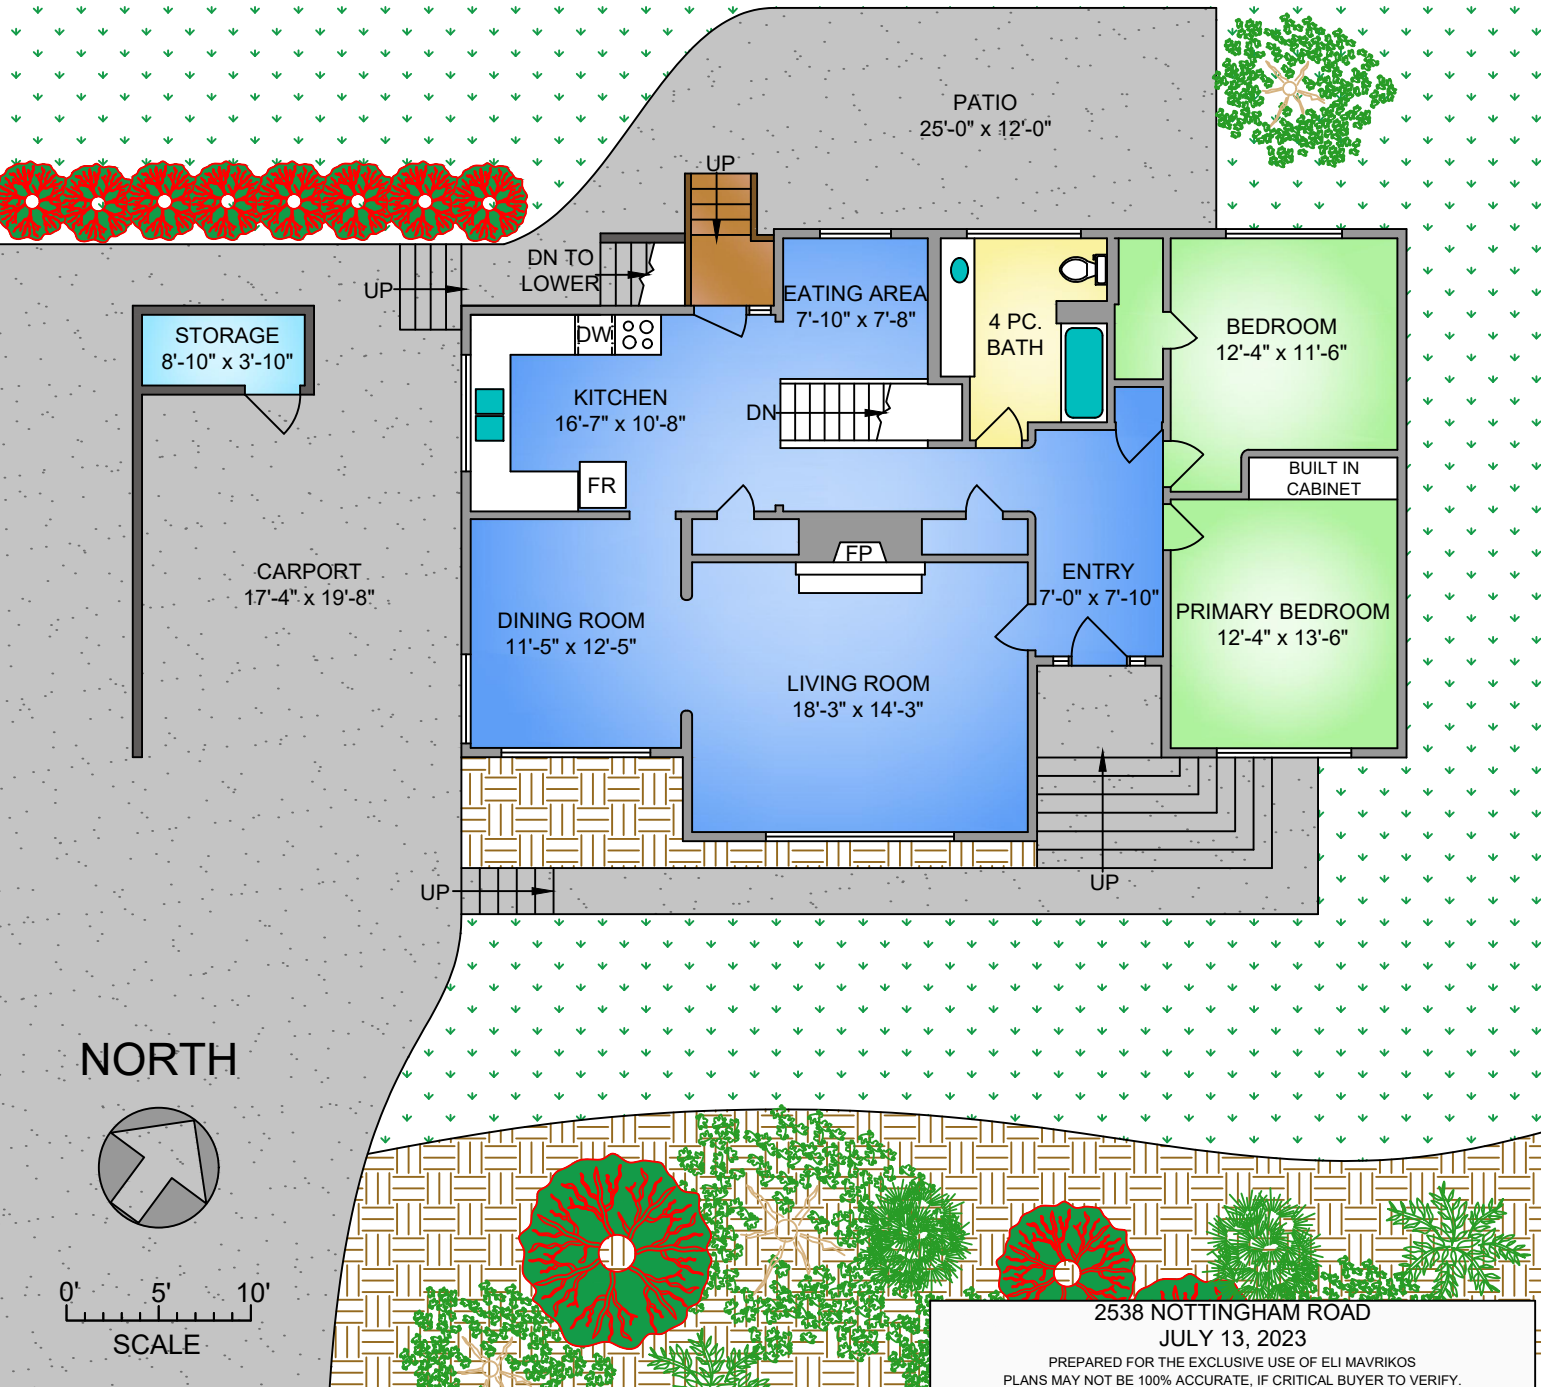 PATIO
25'-0" x 12'-0"
UP
DN TO
LOWER
UP
EATING AREA
7'-10" x 7'-8"
4 PC.
BATH
BEDROOM
12'-4" x 11'-6"
STORAGE
8'-10" x 3'-10"
DW
KITCHEN
16'-7" x 10'-8"
DN
FR
BUILT IN
CABINET
FP
CARPORT
17'-4" x 19'-8"
ENTRY
7'-0" x 7'-10"
DINING ROOM
11'-5" x 12'-5"
PRIMARY BEDROOM
12'-4" x 13'-6"
LIVING ROOM
18'-3" x 14'-3"
UP
UP
NORTH
0' 5' 10'
SCALE
2538 NOTTINGHAM ROAD
JULY 13, 2023
PREPARED FOR THE EXCLUSIVE USE OF ELI MAVRIKOS
PLANS MAY NOT BE 100% ACCURATE, IF CRITICAL BUYER TO VERIFY.